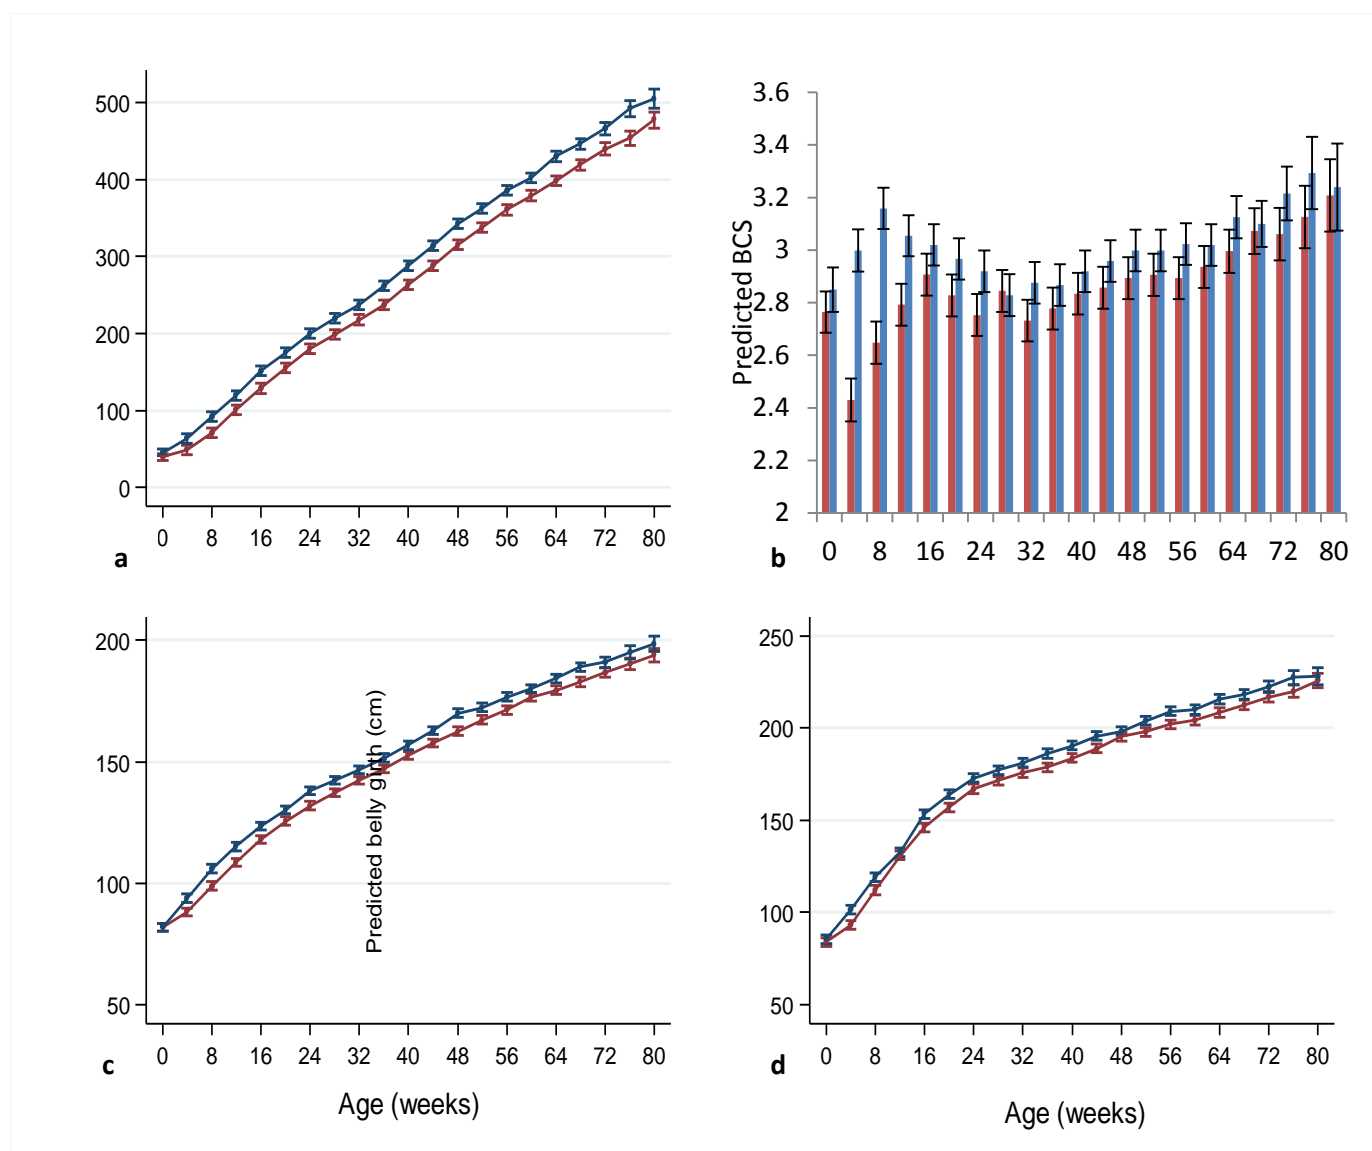 500
400
300
200
100
0
0 8 16 24 32 40 48 56 64 72 80
a
3.6
3.4
3.2
3
2.8
2.6
2.4
2.2
2
Predicted BCS
0 8 16 24 32 40 48 56 64 72 80
b
200
150
100
50
0 8 16 24 32 40 48 56 64 72 80
c
Age (weeks)
Predicted belly girth (cm)
250
200
150
100
50
0 8 16 24 32 40 48 56 64 72 80
d
Age (weeks)